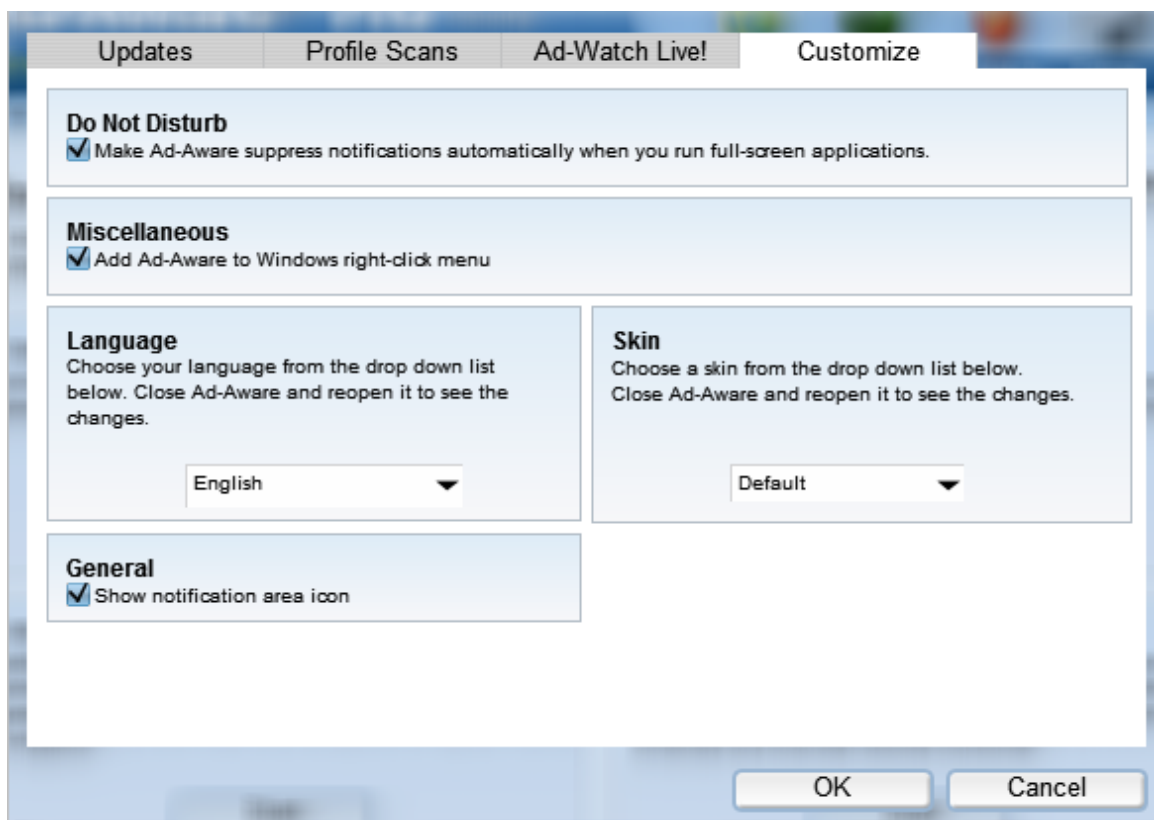 Updates
Profile Scans
Ad-Watch Live!
Customize
Do Not Disturb
Make Ad-Aware suppress notifications automatically when you run full-screen applications.
Miscellaneous
Add Ad-Aware to Windows right-click menu
Language
Choose your language from the drop down list
below. Close Ad-Aware and reopen it to see the
changes.
English
Skin
Choose a skin from the drop down list below.
Close Ad-Aware and reopen it to see the changes.
Default
General
Show notification area icon
OK
Cancel